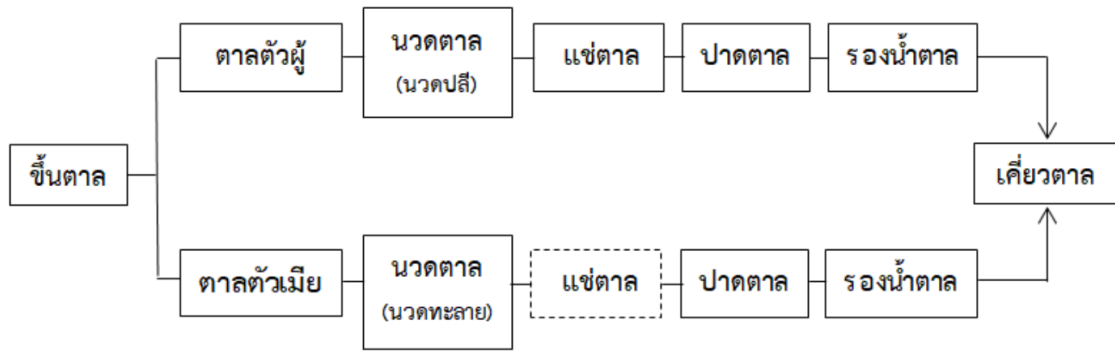 ตาลตัวผู้
นวดตาล
(นวดปลี)
แช่ตาล
ปาดตาล
รองน้ำตาล
ขึ้นตาล
เคี่ยวตาล
ตาลตัวเมีย
นวดตาล
(นวดทะลาย)
แช่ตาล
ปาดตาล
รองน้ำตาล